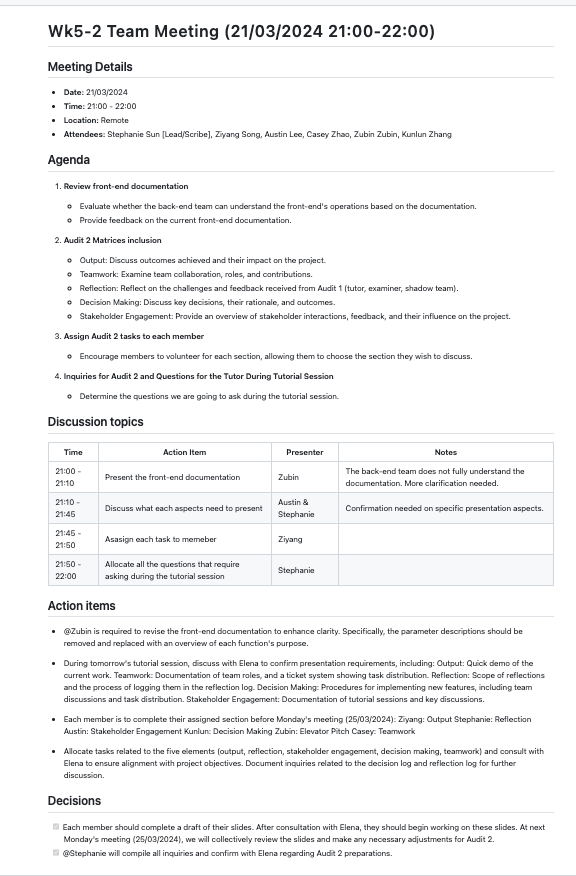 Wk5-2 Team Meeting (21/03/2024 21:00-22:00)
Meeting Details
Date: 21/03/2024
Time: 21:00 - 22:00
Location: Remote
Attendees: Stephanie Sun [Lead/Scribe], Ziyang Song, Austin Lee, Casey Zhao, Zubin Zubin, Kunlun Zhang
Agenda
1. Review front-end documentation
Evaluate whether the back-end team can understand the front-end's operations based on the documentation.
Provide feedback on the current front-end documentation.
2. Audit 2 Matrices inclusion
Output: Discuss outcomes achieved and their impact on the project.
Teamwork: Examine team collaboration, roles, and contributions.
Reflection: Reflect on the challenges and feedback received from Audit 1 (tutor, examiner, shadow team).
Decision Making: Discuss key decisions, their rationale, and outcomes.
Stakeholder Engagement: Provide an overview of stakeholder interactions, feedback, and their influence on the project.
3. Assign Audit 2 tasks to each member
Encourage members to volunteer for each section, allowing them to choose the section they wish to discuss.
4. Inquiries for Audit 2 and Questions for the Tutor During Tutorial Session
Determine the questions we are going to ask during the tutorial session.
Discussion topics
Time Action Item Presenter Notes
21:00 -
21:10
Present the front-end documentation
Zubin
The back-end team does not fully understand the
documentation. More clarification needed.
21:10 -
21:45
Discuss what each aspects need to present
Austin &
Stephanie
Confirmation needed on specific presentation aspects.
21:45 -
21:50
Asasign each task to memeber
Ziyang
21:50 -
22:00
Allocate all the questions that require
asking during the tutorial session
Stephanie
Action items
@Zubin is required to revise the front-end documentation to enhance clarity. Specifically, the parameter descriptions should be
removed and replaced with an overview of each function's purpose.
During tomorrow's tutorial session, discuss with Elena to confirm presentation requirements, including: Output: Quick demo of the
current work. Teamwork: Documentation of team roles, and a ticket system showing task distribution. Reflection: Scope of reflections
and the process of logging them in the reflection log. Decision Making: Procedures for implementing new features, including team
discussions and task distribution. Stakeholder Engagement: Documentation of tutorial sessions and key discussions.
Each member is to complete their assigned section before Monday's meeting (25/03/2024): Ziyang: Output Stephanie: Reflection
Austin: Stakeholder Engagement Kunlun: Decision Making Zubin: Elevator Pitch Casey: Teamwork
Allocate tasks related to the five elements (output, reflection, stakeholder engagement, decision making, teamwork) and consult with
Elena to ensure alignment with project objectives. Document inquiries related to the decision log and reflection log for further
discussion.
Decisions
Each member should complete a draft of their slides. After consultation with Elena, they should begin working on these slides. At next
Monday's meeting (25/03/2024), we will collectively review the slides and make any necessary adjustments for Audit 2.
@Stephanie will compile all inquiries and confirm with Elena regarding Audit 2 preparations.